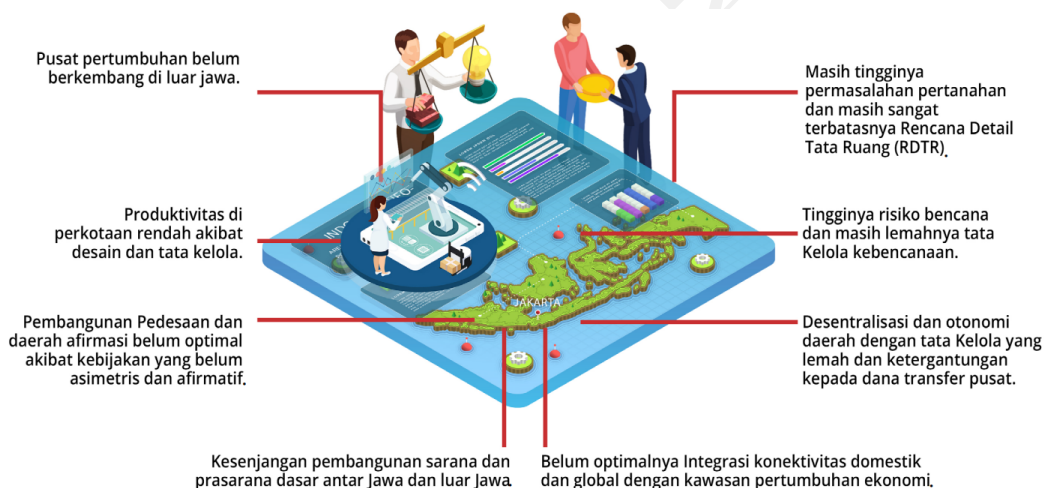 Pusat pertumbuhan belum
berkembang di luar jawa.
Masih tingginya
permasalahan pertanahan
dan masih sangat
terbatasnya Rencana Detail
Tata Ruang (RDTR).
Produktivitas di
perkotaan rendah akibat
desain dan tata kelola.
Tingginya risiko bencana
dan masih lemahnya tata
Kelola kebencanaan.
JAKARTA
Pembangunan Pedesaan dan
daerah afirmasi belum optimal
akibat kebijakan yang belum
asimetris dan afirmatif.
Desentralisasi dan otonomi
daerah dengan tata Kelola yang
lemah dan ketergantungan
kepada dana transfer pusat.
Kesenjangan pembangunan sarana dan
prasarana dasar antar Jawa dan luar Jawa.
Belum optimalnya Integrasi konektivitas domestik
dan global dengan kawasan pertumbuhan ekonomi.